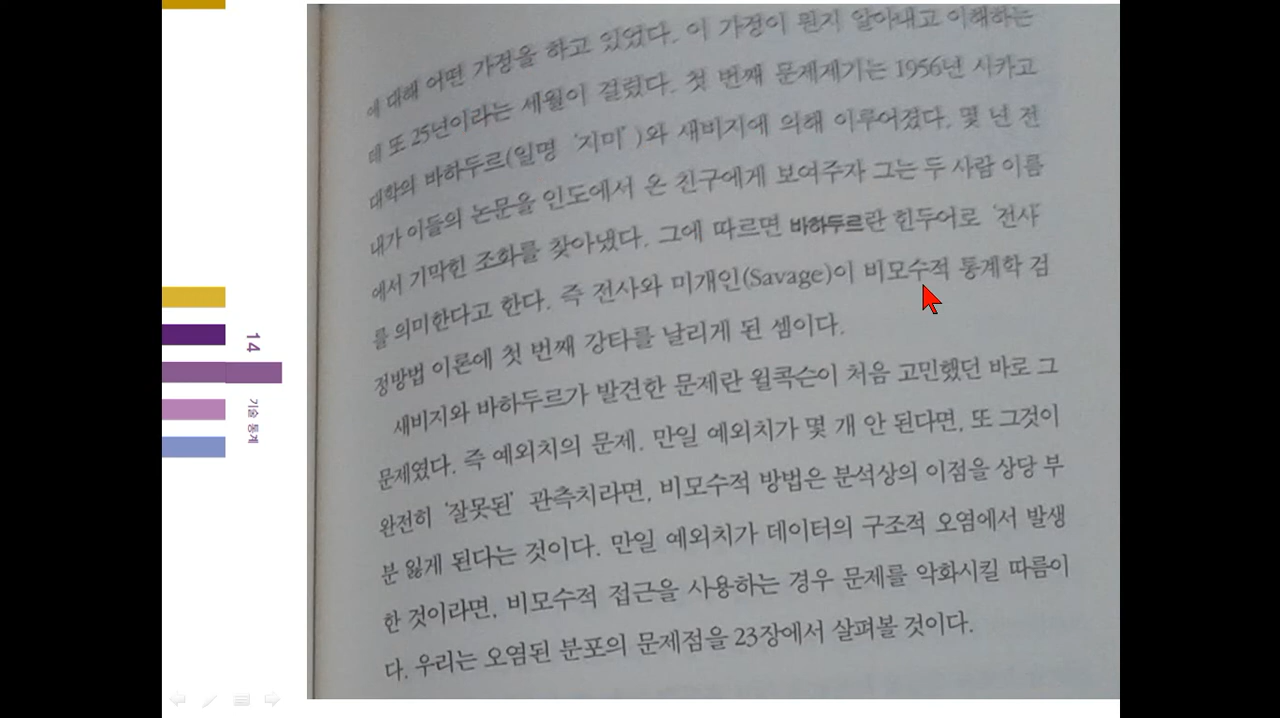 14
기술 통계
에 대해 어떤 가정을 하고 있었다. 이 가정이 뭔지 알아내고 이해하는
데 또 25년이라는 세월이 걸렸다. 첫 번째 문제제기는 1956년 시카고
대학의 바하두르(일명 ‘지미’)와 새비지에 의해 이루어졌다. 몇 년 전
내가 이들의 논문을 인도에서 온 친구에게 보여주자 그는 두 사람 이름
에서 기막힌 조화를 찾아냈다. 그에 따르면 바하두르란 힌두어로 ‘전사’
를 의미한다고 한다. 즉 전사와 미개인(Savage)이 비모수적 통계학 검
정방법 이론에 첫 번째 강타를 날리게 된 셈이다.
새비지와 바하두르가 발견한 문제란 윌콕슨이 처음 고민했던 바로 그
문제였다. 즉 예외치의 문제. 만일 예외치가 몇 개 안 된다면, 또 그것이
완전히 ‘잘못된’ 관측치라면, 비모수적 방법은 분석상의 이점을 상당 부
분 잃게 된다는 것이다. 만일 예외치가 데이터의 구조적 오염에서 발생
한 것이라면, 비모수적 접근을 사용하는 경우 문제를 악화시킬 따름이
다. 우리는 오염된 분포의 문제점을 23장에서 살펴볼 것이다.